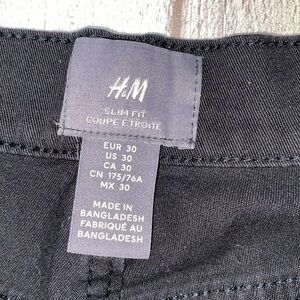 H&M
SLIM FIT
COUPE ETROITE
EUR 30
US 30
CA 30
CN 175/76A
MX 30
MADE IN
BANGLADESH
FABRIQUÉ AU
BANGLADESH